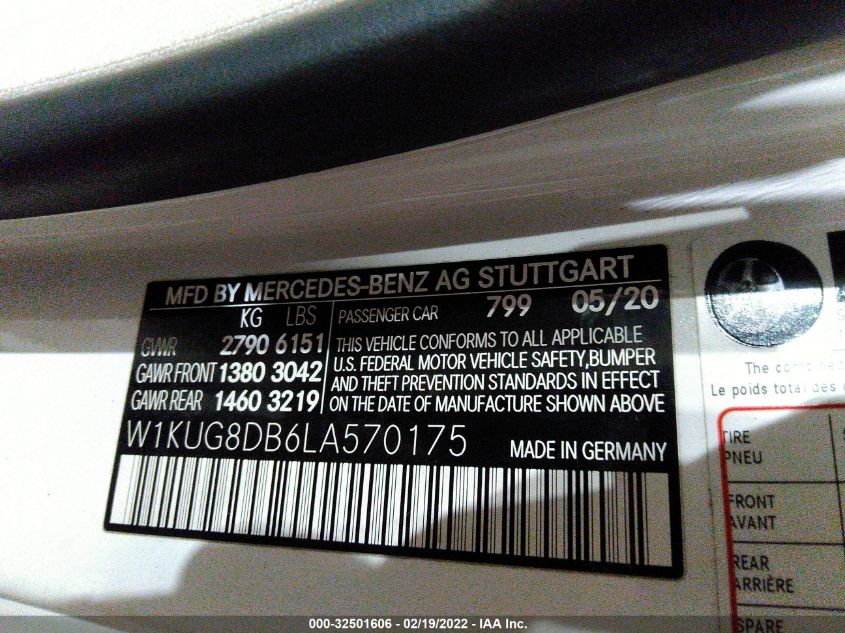 MFD BY MERCEDES-BENZ AG STUTTGART
KG LBS
GVWR 2790 6151
GAWR FRONT 1380 3042
GAWR REAR 1460 3219
PASSENGER CAR 799 05/20
THIS VEHICLE CONFORMS TO ALL APPLICABLE
U.S. FEDERAL MOTOR VEHICLE SAFETY,BUMPER
AND THEFT PREVENTION STANDARDS IN EFFECT
ON THE DATE OF MANUFACTURE SHOWN ABOVE
W1KUG8DB6LA570175 MADE IN GERMANY
The
Le poids total des
TIRE
PNEU
FRONT
AVANT
REAR
ARRIÈRE
SPARE
000-32501606 - 02/19/2022 - IAA Inc.